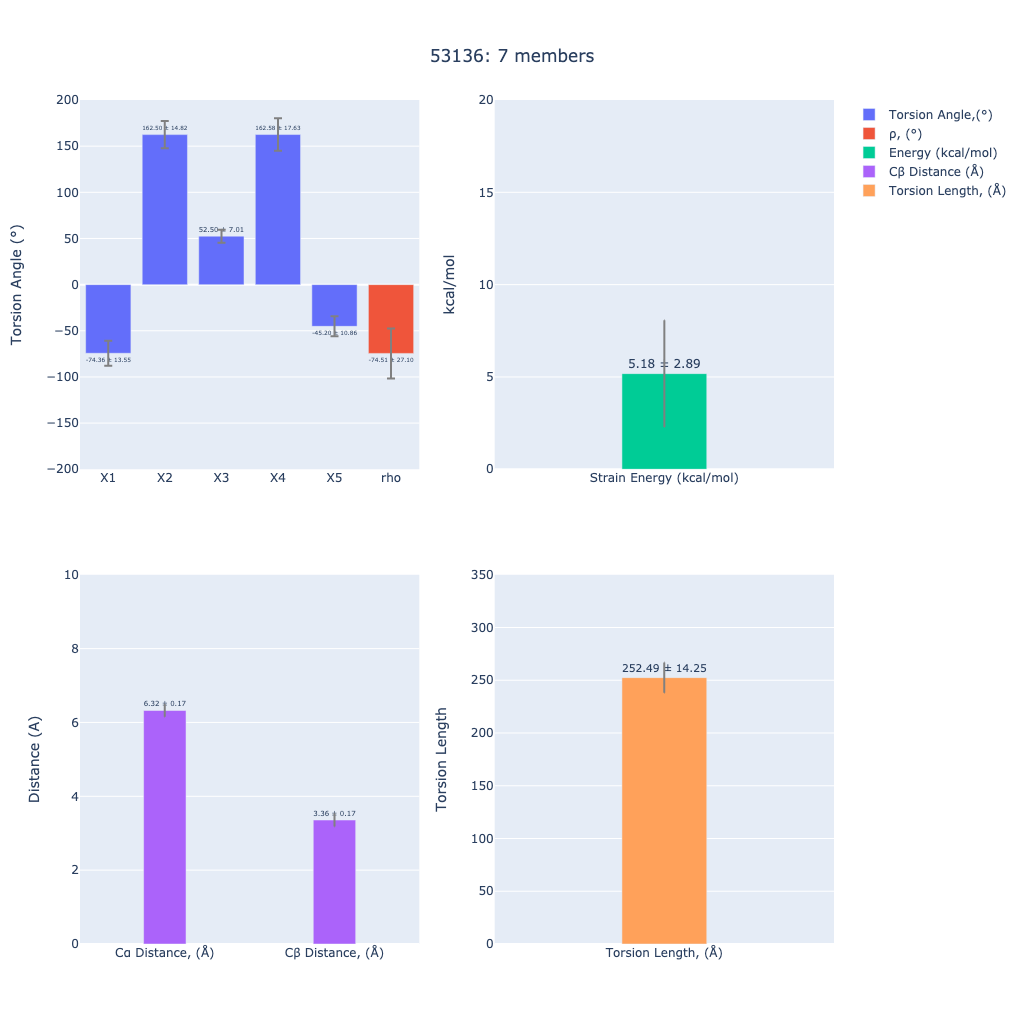 53136: 7 members
Torsion Angle (°)
200
150
100
50
0
−50
−100
−150
−200
162.50 ± 14.82
162.58 ± 17.63
52.50 ± 7.01
-74.36 ± 13.55
-45.20 ± 10.86
-74.51 ± 27.10
X1 X2 X3 X4 X5 rho
kcal/mol
20
15
10
5
0
5.18 ± 2.89
Strain Energy (kcal/mol)
Torsion Angle,(°)
ρ, (°)
Energy (kcal/mol)
Cβ Distance (Å)
Torsion Length, (Å)
Distance (A)
10
8
6
4
2
0
6.32 ± 0.17
3.36 ± 0.17
Cα Distance, (Å) Cβ Distance, (Å)
Torsion Length
350
300
250
200
150
100
50
0
252.49 ± 14.25
Torsion Length, (Å)